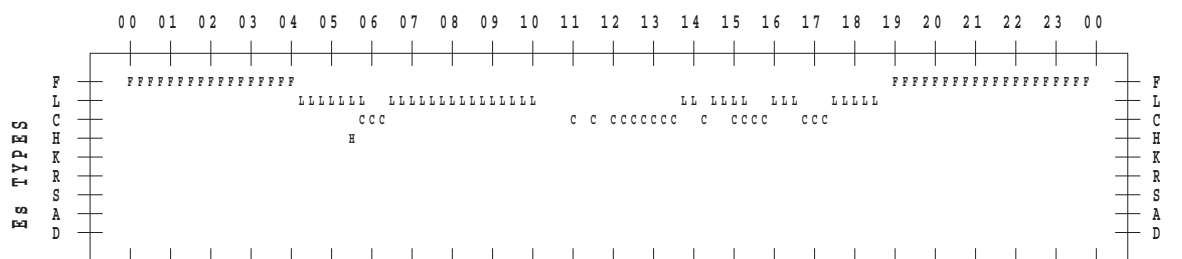 00 01 02 03 04 05 06 07 08 09 10 11 12 13 14 15 16 17 18 19 20 21 22 23 00
F FFFFFFFFFFFFFFFFF FFFFFFFFFFFFFFFFFFFF F
L LLLLLLL LLLLLLLLLLLLLLL LL LLLL LLL LLLLL L
C CCC C C CCCCCCC C CCCC CCC C
H H H
K K
R R
S S
A A
D D
Es TYPES